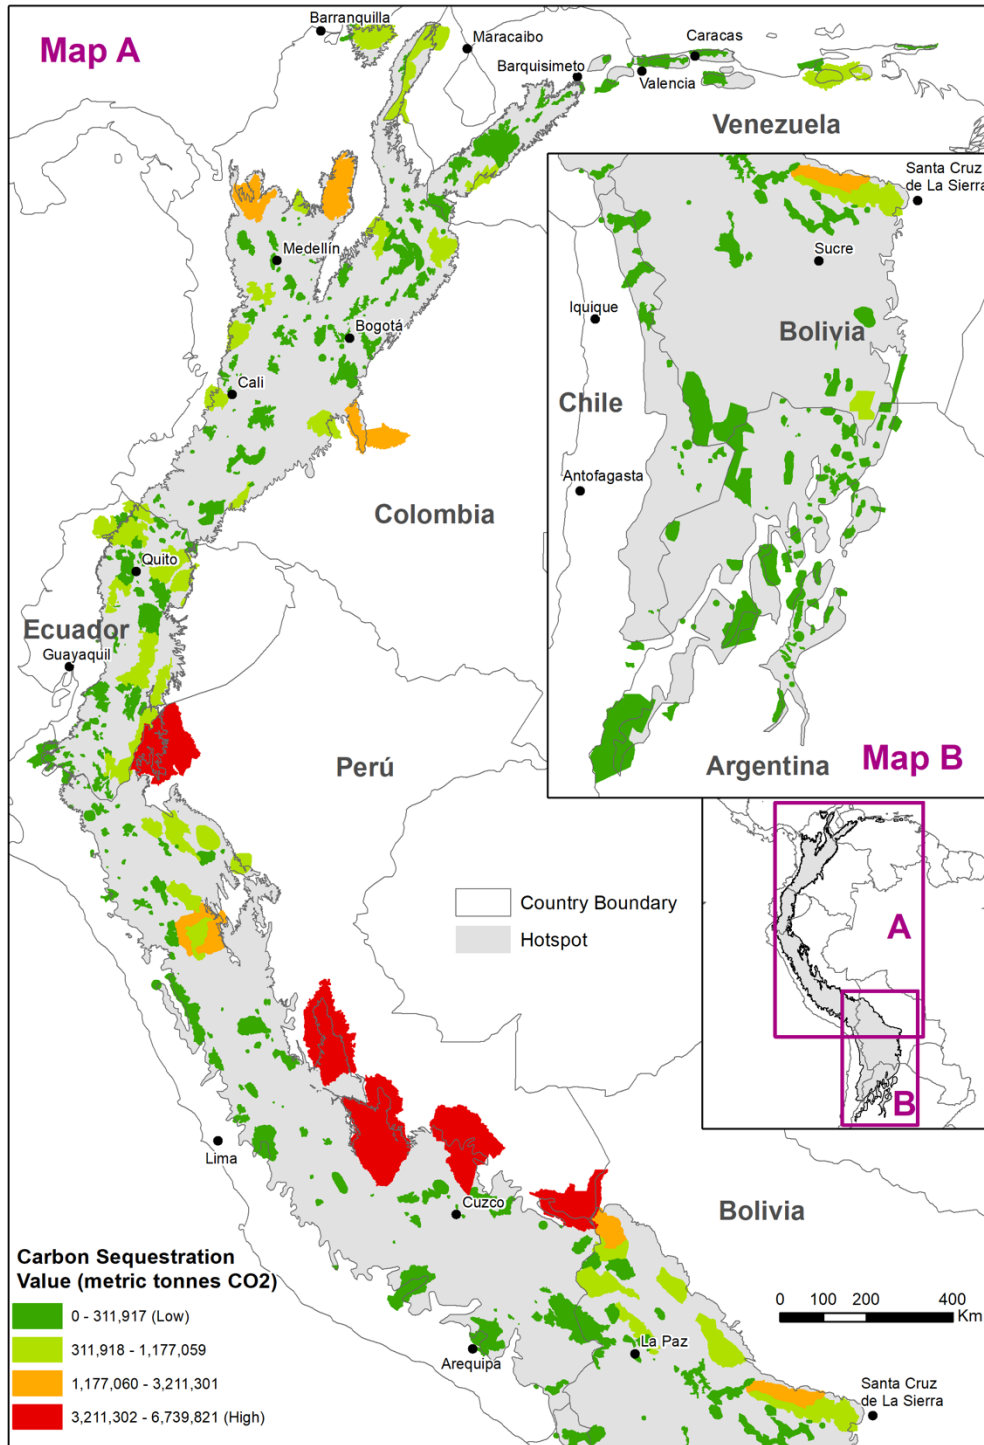 Map A
Barranquilla
Maracaibo
Caracas
Barquisimeto
Valencia
Venezuela
Santa Cruz
de La Sierra
Medellín
Sucre
Iquique
Bogotá
Bolivia
Cali
Chile
Antofagasta
Colombia
Quito
Ecuador
Guayaquil
Perú
Argentina
Map B
Country Boundary
Hotspot
A
B
Lima
Cuzco
Bolivia
Carbon Sequestration
Value (metric tonnes CO2)
0 - 311,917 (Low)
311,918 - 1,177,059
1,177,060 - 3,211,301
3,211,302 - 6,739,821 (High)
0 100 200 400
Km
La Paz
Arequipa
Santa Cruz
de La Sierra